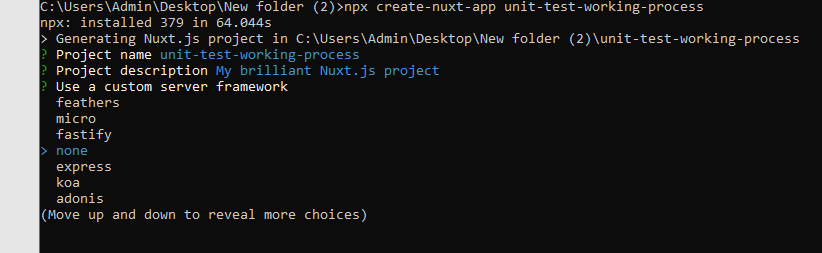 C:\Users\Admin\Desktop\New folder (2)>npx create-nuxt-app unit-test-working-process
npx: installed 379 in 64.044s
> Generating Nuxt.js project in C:\Users\Admin\Desktop\New folder (2)\unit-test-working-process
? Project name unit-test-working-process
? Project description My brilliant Nuxt.js project
? Use a custom server framework
  feathers
  micro
  fastify
> none
  express
  koa
  adonis
(Move up and down to reveal more choices)